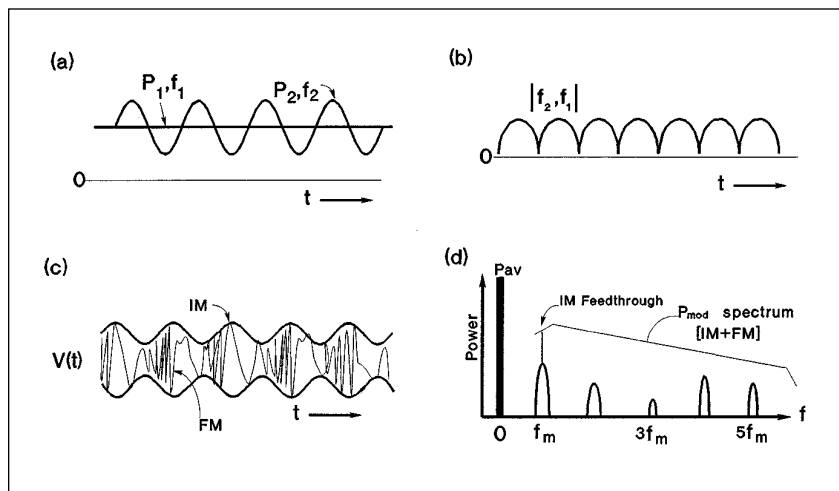 (a)
P₁,f₁
P₂,f₂
0
t
(b)
|f₂,f₁|
0
t
(c)
IM
V(t)
FM
t
(d)
Pav
IM Feedthrough
Pmod spectrum
[IM+FM]
Power
0 fm 3fm 5fm f